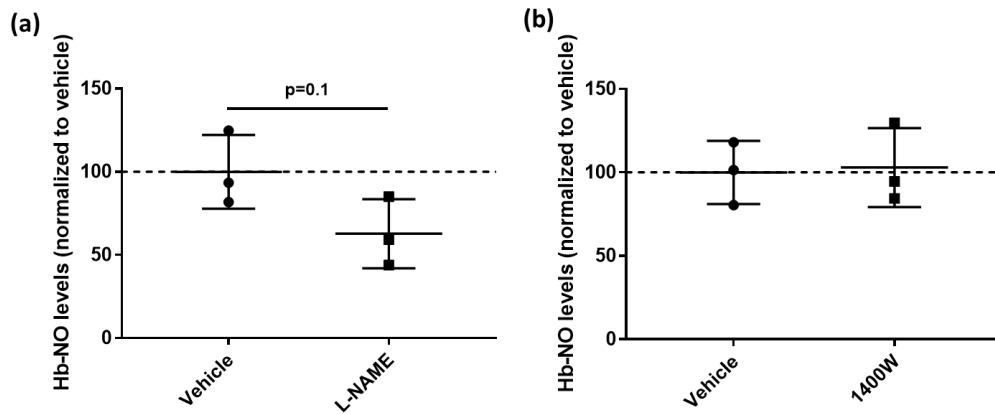 (a)
Hb-NO levels (normalized to vehicle)
150
100
50
0
p=0.1
Vehicle
L-NAME
(b)
Hb-NO levels (normalized to vehicle)
150
100
50
0
Vehicle
1400W